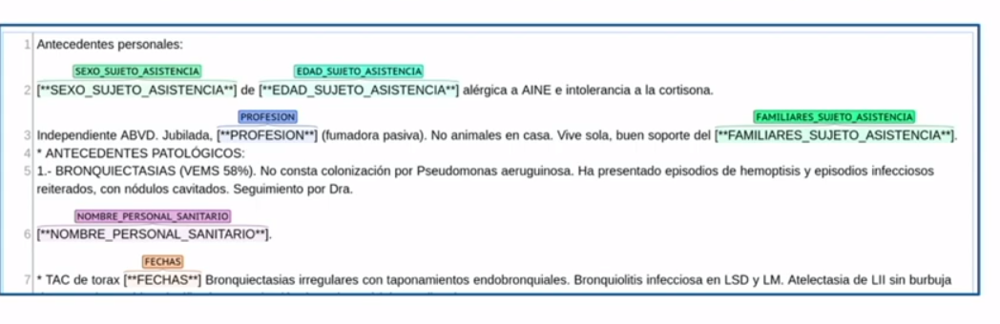 1 Antecedentes personales:
SEXO_SUJETO_ASISTENCIA EDAD_SUJETO_ASISTENCIA
2 [**SEXO_SUJETO_ASISTENCIA**] de [**EDAD_SUJETO_ASISTENCIA**] alérgica a AINE e intolerancia a la cortisona.
PROFESION FAMILIARES_SUJETO_ASISTENCIA
3 Independiente ABVD. Jubilada, [**PROFESION**] (fumadora pasiva). No animales en casa. Vive sola, buen soporte del [**FAMILIARES_SUJETO_ASISTENCIA**].
4 * ANTECEDENTES PATOLÓGICOS:
5 1.- BRONQUIECTASIAS (VEMS 58%). No consta colonización por Pseudomonas aeruginosa. Ha presentado episodios de hemoptisis y episodios infecciosos
reiterados, con nódulos cavitados. Seguimiento por Dra.
NOMBRE_PERSONAL_SANITARIO
6 [**NOMBRE_PERSONAL_SANITARIO**].
FECHAS
7 * TAC de torax [**FECHAS**] Bronquiectasias irregulares con taponamientos endobronquiales. Bronquiolitis infecciosa en LSD y LM. Atelectasia de LII sin burbuja